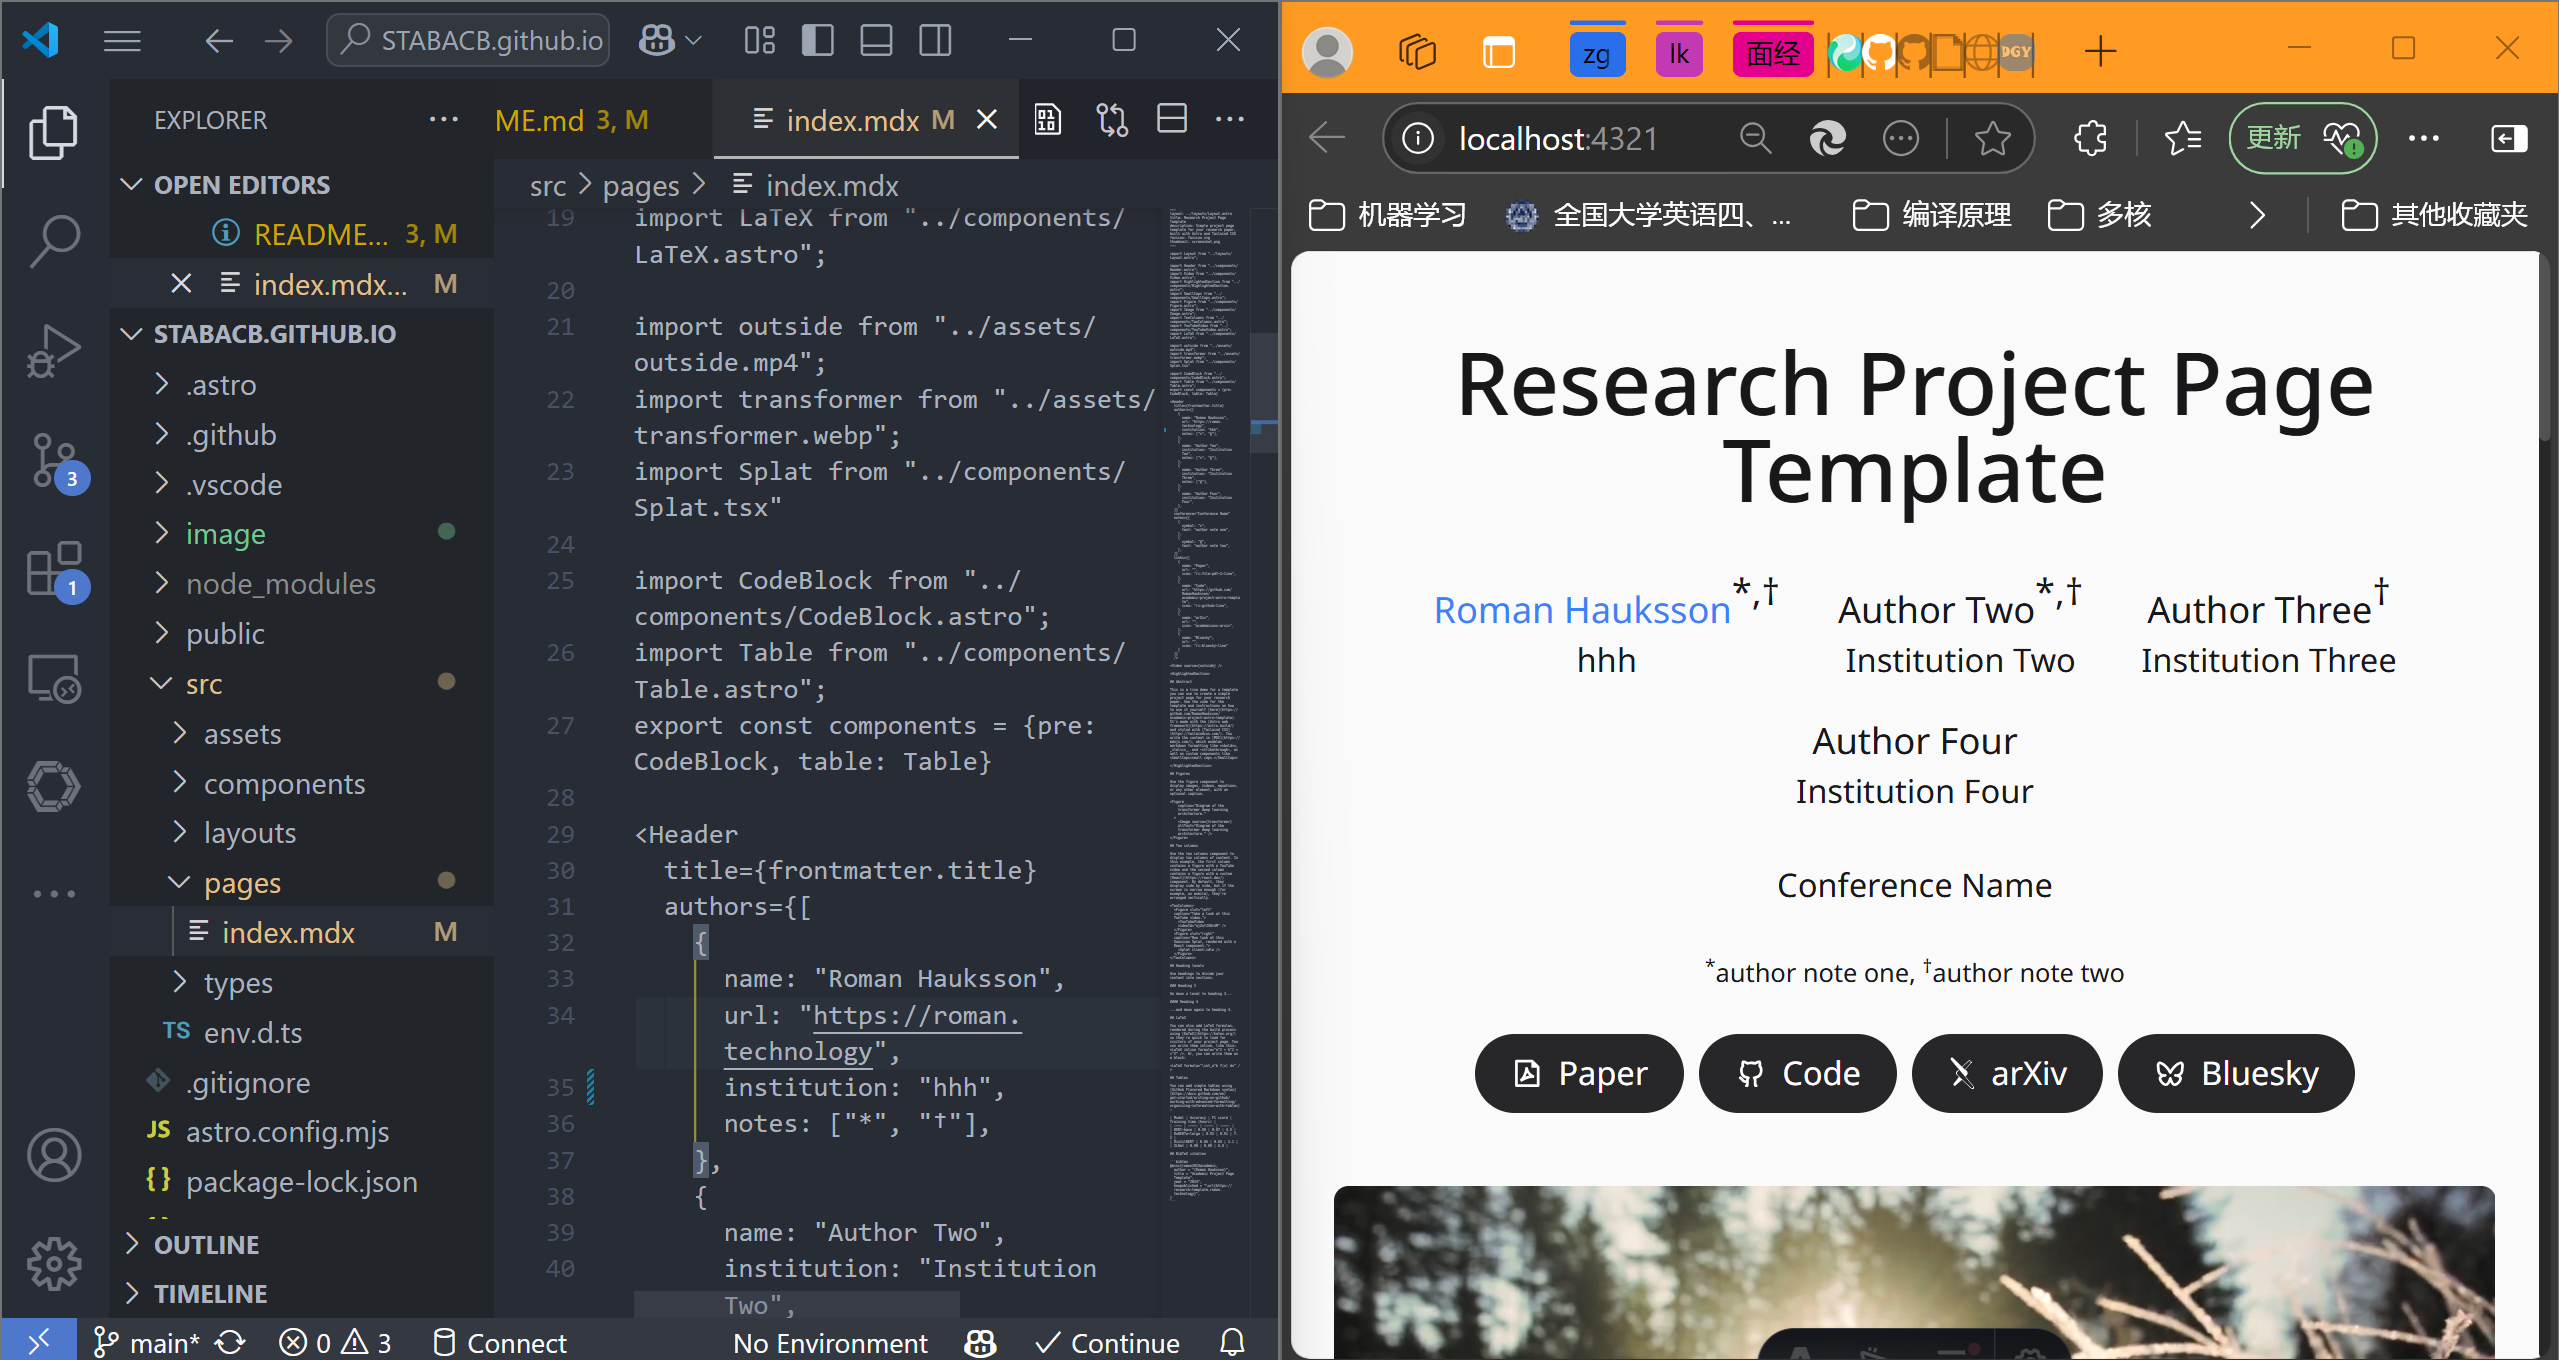 STABACB.github.io
EXPLORER
ME.md 3, M
index.mdx M
OPEN EDITORS
README... 3, M
index.mdx... M
STABACB.GITHUB.IO
.astro
.github
.vscode
image
node_modules
public
src
assets
components
layouts
pages
index.mdx M
types
TS env.d.ts
.gitignore
JS astro.config.mjs
{} package-lock.json
OUTLINE
TIMELINE
3
1
src > pages > index.mdx
19 import LaTeX from "../components/
LaTeX.astro";
20
21 import outside from "../assets/
outside.mp4";
22 import transformer from "../assets/
transformer.webp";
23 import Splat from "../components/
Splat.tsx"
24
25 import CodeBlock from "../
components/CodeBlock.astro";
26 import Table from "../components/
Table.astro";
27 export const components = {pre:
CodeBlock, table: Table}
28
29 <Header
30 title={frontmatter.title}
31 authors={[
32 {
33 name: "Roman Hauksson",
34 url: "https://roman.
technology",
35 institution: "hhh",
36 notes: ["*", "†"],
37 },
38 {
39 name: "Author Two",
40 institution: "Institution
Two",
main* 0 3 Connect No Environment Continue
zg lk 面经 DGY
localhost:4321
更新
机器学习 全国大学英语四、... 编译原理 多核 其他收藏夹
Research Project Page
Template
Roman Hauksson*,† Author Two*,† Author Three†
hhh Institution Two Institution Three
Author Four
Institution Four
Conference Name
*author note one, †author note two
Paper Code arXiv Bluesky